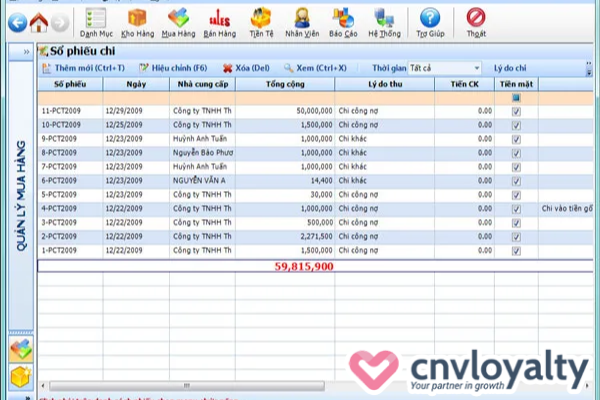 Danh Mục Kho Hàng Mua Hàng Bán Hàng Tiền Tệ Nhân Viên Báo Cáo Hệ Thống Trợ Giúp Thoát
Sổ phiếu chi
Thêm mới (Ctrl+T) Hiệu chỉnh (F6) Xóa (Del) Xem (Ctrl+X) Thời gian Tất cả Lý do chi
Số phiếu Ngày Nhà cung cấp Tổng cộng Lý do thu Tiền CK Tiền mặt
11-PCT2009 12/29/2009 Công ty TNHH Th 50,000,000 Chi công nợ 0.00
10-PCT2009 12/25/2009 Công ty TNHH Th 1,500,000 Chi công nợ 0.00
9-PCT2009 12/23/2009 Huỳnh Anh Tuấn 1,000,000 Chi khác 0.00
8-PCT2009 12/23/2009 Nguyễn Bảo Phươ 1,000,000 Chi khác 0.00
7-PCT2009 12/23/2009 Huỳnh Anh Tuấn 1,000,000 Chi khác 0.00
6-PCT2009 12/23/2009 NGUYỄN VĂN A 14,400 Chi khác 0.00
5-PCT2009 12/23/2009 Công ty TNHH Th 30,000 Chi công nợ 0.00
4-PCT2009 12/22/2009 Công ty TNHH Th 1,000,000 Chi công nợ 0.00 Chi vào tiền gố
3-PCT2009 12/22/2009 Công ty TNHH Th 500,000 Chi công nợ 0.00
2-PCT2009 12/22/2009 Công ty TNHH Th 2,271,500 Chi công nợ 0.00
1-PCT2009 12/22/2009 Công ty TNHH Th 1,500,000 Chi công nợ 0.00
59,815,900
QUẢN LÝ MUA HÀNG
cnvloyalty
Your partner in growth